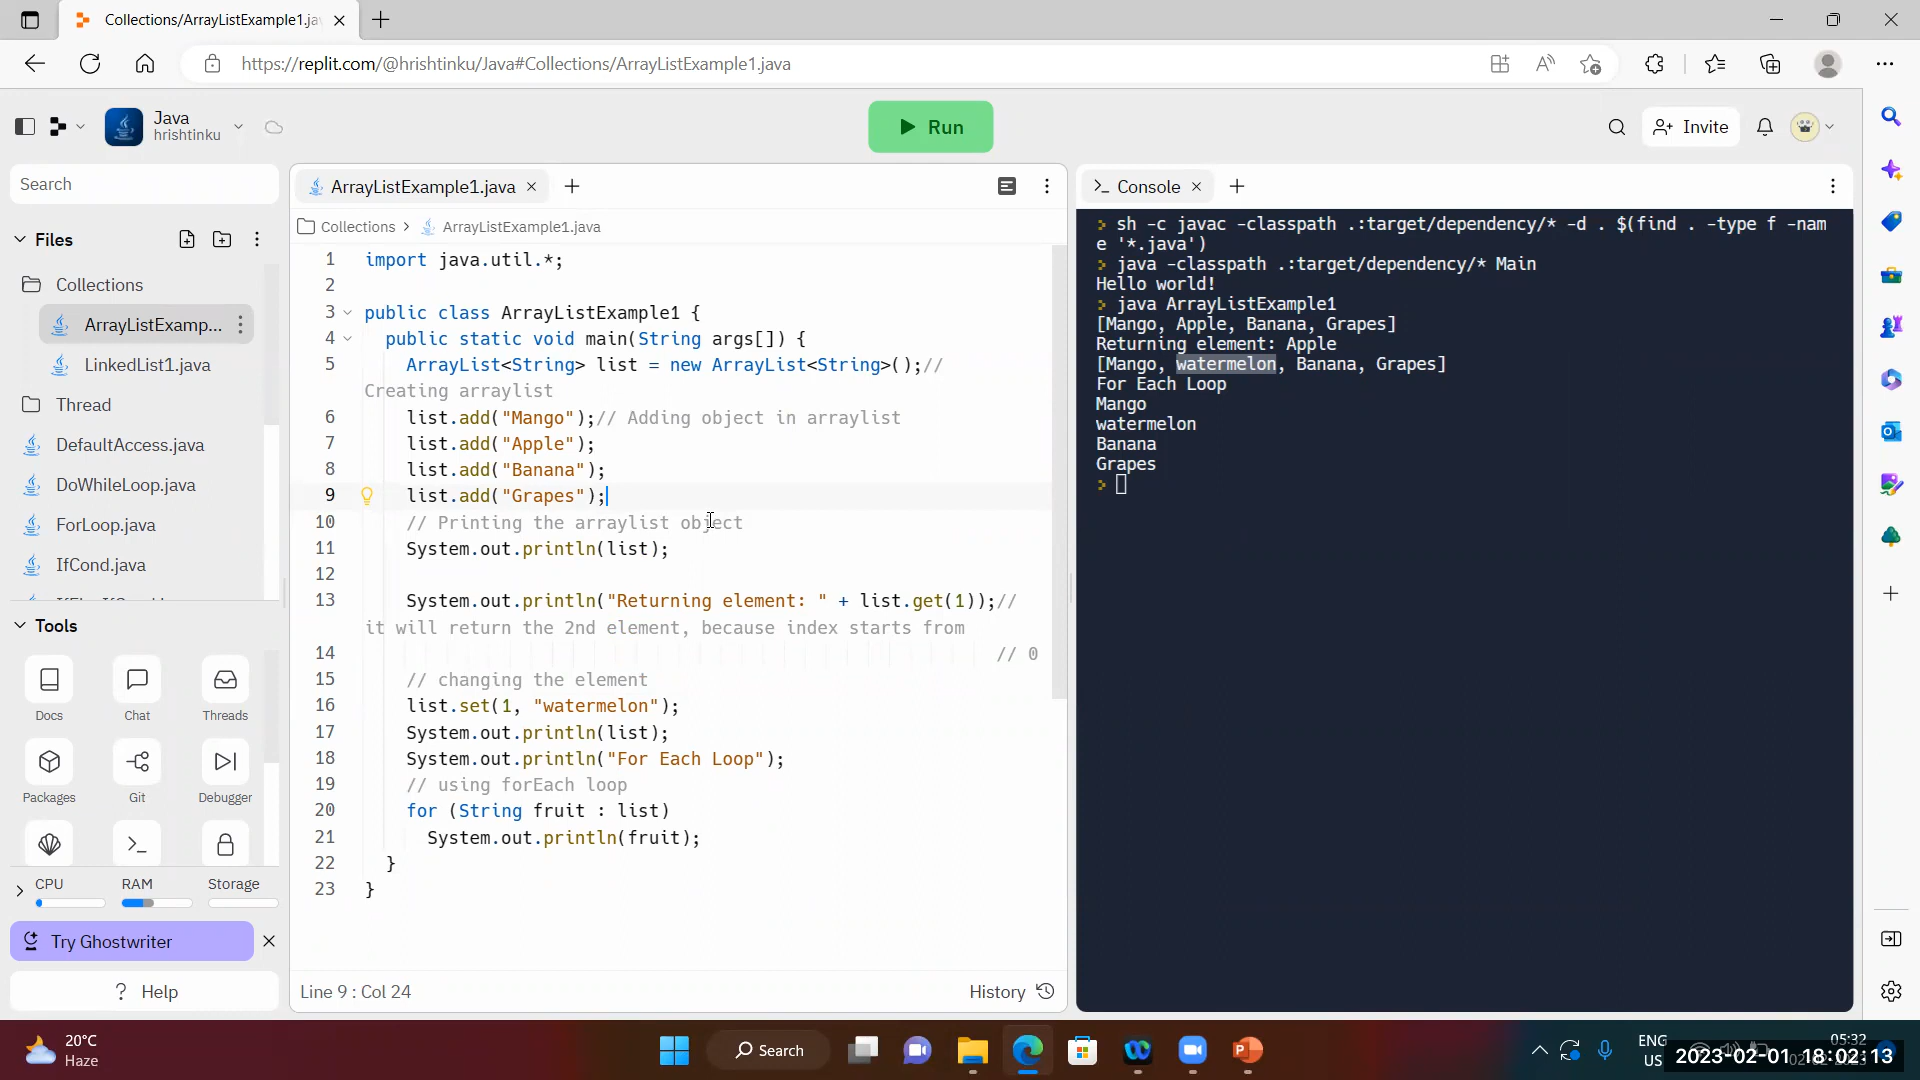 Collections/ArrayListExample1.ja
https://replit.com/@hrishtinku/Java#Collections/ArrayListExample1.java
Java
hrishtinku
Run
Invite
Search
Files
Collections
ArrayListExamp...
LinkedList1.java
Thread
DefaultAccess.java
DoWhileLoop.java
ForLoop.java
IfCond.java
Tools
Docs
Chat
Threads
Packages
Git
Debugger
CPU
RAM
Storage
Try Ghostwriter
? Help
ArrayListExample1.java
Collections > ArrayListExample1.java
1 import java.util.*;
2
3 public class ArrayListExample1 {
4 public static void main(String args[]) {
5 ArrayList<String> list = new ArrayList<String>();//
Creating arraylist
6 list.add("Mango");// Adding object in arraylist
7 list.add("Apple");
8 list.add("Banana");
9 list.add("Grapes");
10 // Printing the arraylist object
11 System.out.println(list);
12
13 System.out.println("Returning element: " + list.get(1));//
it will return the 2nd element, because index starts from
14 // 0
15 // changing the element
16 list.set(1, "watermelon");
17 System.out.println(list);
18 System.out.println("For Each Loop");
19 // using forEach loop
20 for (String fruit : list)
21 System.out.println(fruit);
22 }
23 }
Line 9 : Col 24
History
Console
> sh -c javac -classpath .:target/dependency/* -d . $(find . -type f -nam
e '*.java')
> java -classpath .:target/dependency/* Main
Hello world!
> java ArrayListExample1
[Mango, Apple, Banana, Grapes]
Returning element: Apple
[Mango, watermelon, Banana, Grapes]
For Each Loop
Mango
watermelon
Banana
Grapes
>
20°C
Haze
Search
ENG
US
05:32
2023-02-01 18:02:13